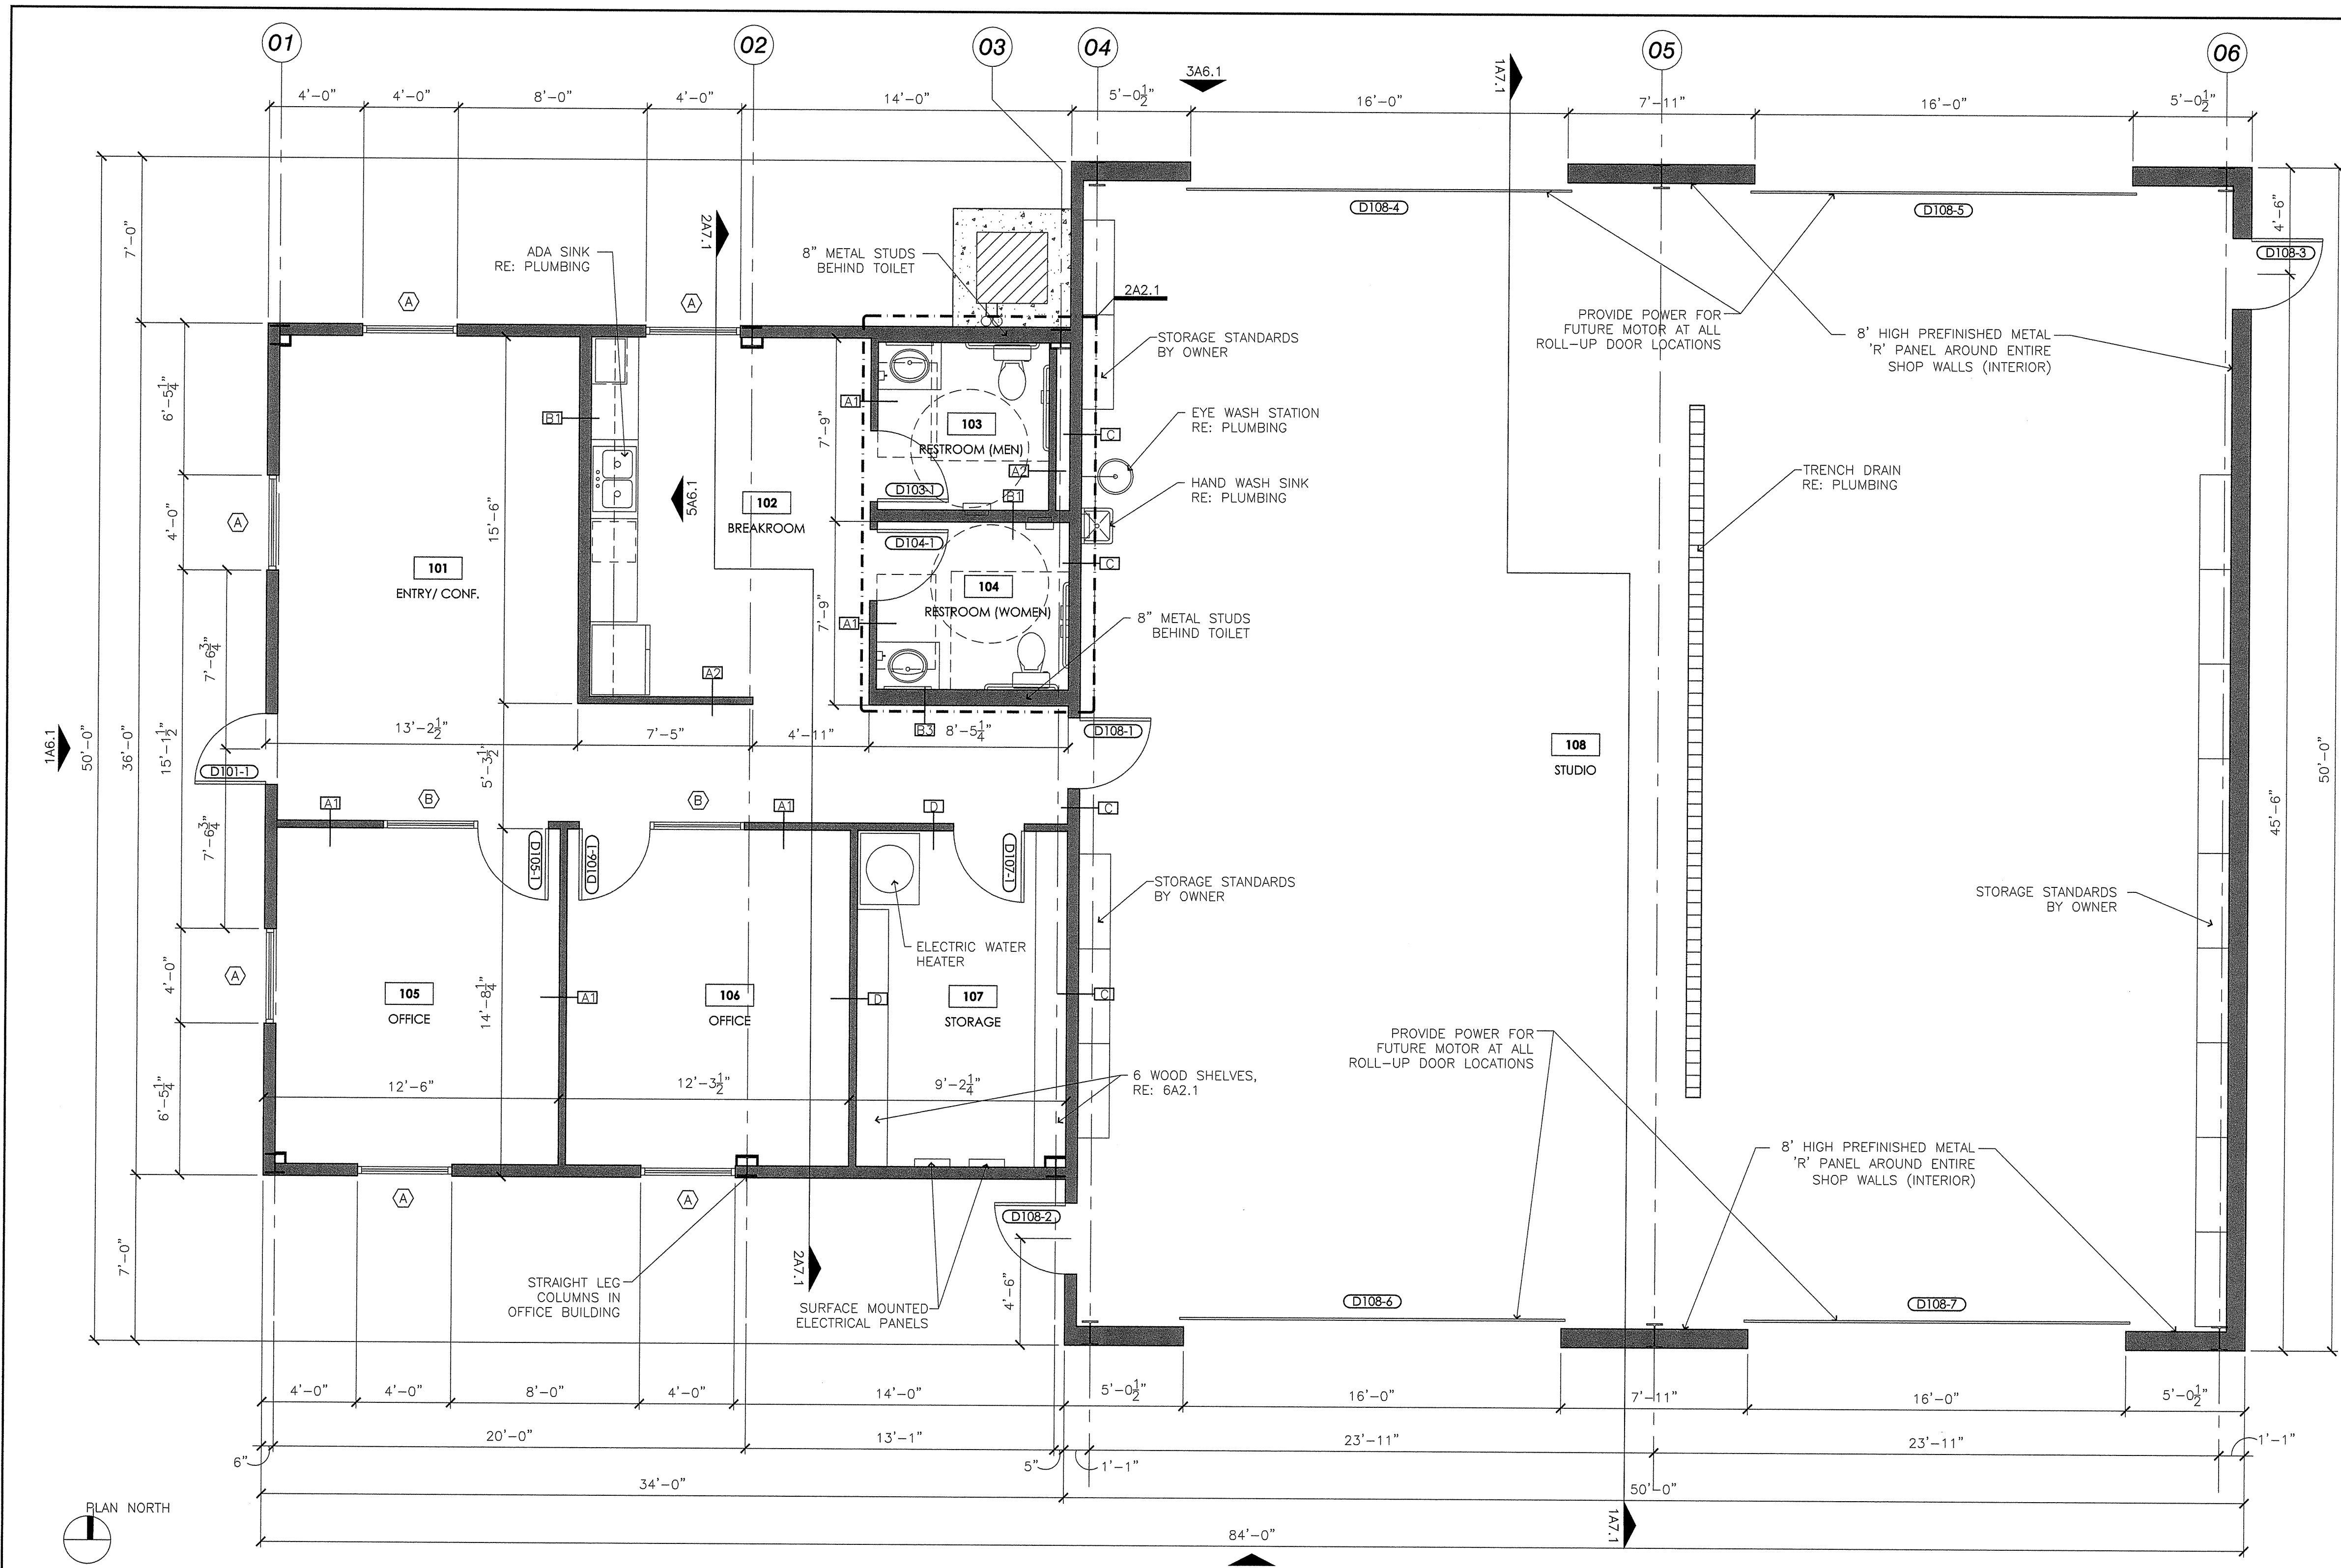 01
02
03
04
05
06
4'-0"
4'-0"
8'-0"
4'-0"
14'-0"
5'-0½"
16'-0"
7'-11"
16'-0"
5'-0½"
3A6.1
1A7.1
2A7.1
7'-0"
ADA SINK
RE: PLUMBING
8" METAL STUDS
BEHIND TOILET
D108-4
D108-5
4'-6"
D108-3
2A2.1
A
A
STORAGE STANDARDS
BY OWNER
PROVIDE POWER FOR
FUTURE MOTOR AT ALL
ROLL-UP DOOR LOCATIONS
8' HIGH PREFINISHED METAL
'R' PANEL AROUND ENTIRE
SHOP WALLS (INTERIOR)
6'-5¼"
B1
A1
7'-9"
103
RESTROOM (MEN)
C
EYE WASH STATION
RE: PLUMBING
A2
D103-1
B1
HAND WASH SINK
RE: PLUMBING
TRENCH DRAIN
RE: PLUMBING
A
4'-0"
15'-6"
5A6.1
102
BREAKROOM
D104-1
C
101
ENTRY/ CONF.
104
RESTROOM (WOMEN)
7'-9"
A1
8" METAL STUDS
BEHIND TOILET
7'-6¾"
A2
1A6.1
50'-0"
36'-0"
15'-1½"
13'-2½"
7'-5"
4'-11"
B3
8'-5¼"
D108-1
D101-1
5'-3½"
108
STUDIO
50'-0"
45'-6"
7'-6¾"
A1
B
B
A1
D
C
D105-1
D106-1
D107-1
STORAGE STANDARDS
BY OWNER
STORAGE STANDARDS
BY OWNER
ELECTRIC WATER
HEATER
A
4'-0"
105
OFFICE
14'-8¼"
A1
106
OFFICE
D
107
STORAGE
C
PROVIDE POWER FOR
FUTURE MOTOR AT ALL
ROLL-UP DOOR LOCATIONS
6'-5¼"
12'-6"
12'-3½"
9'-2¼"
6 WOOD SHELVES,
RE: 6A2.1
8' HIGH PREFINISHED METAL
'R' PANEL AROUND ENTIRE
SHOP WALLS (INTERIOR)
A
A
D108-2
7'-0"
2A7.1
4'-6"
STRAIGHT LEG
COLUMNS IN
OFFICE BUILDING
SURFACE MOUNTED
ELECTRICAL PANELS
D108-6
D108-7
4'-0"
4'-0"
8'-0"
4'-0"
14'-0"
5'-0½"
16'-0"
7'-11"
16'-0"
5'-0½"
6"
20'-0"
13'-1"
5"
1'-1"
23'-11"
23'-11"
1'-1"
34'-0"
50'-0"
PLAN NORTH
84'-0"
1A7.1